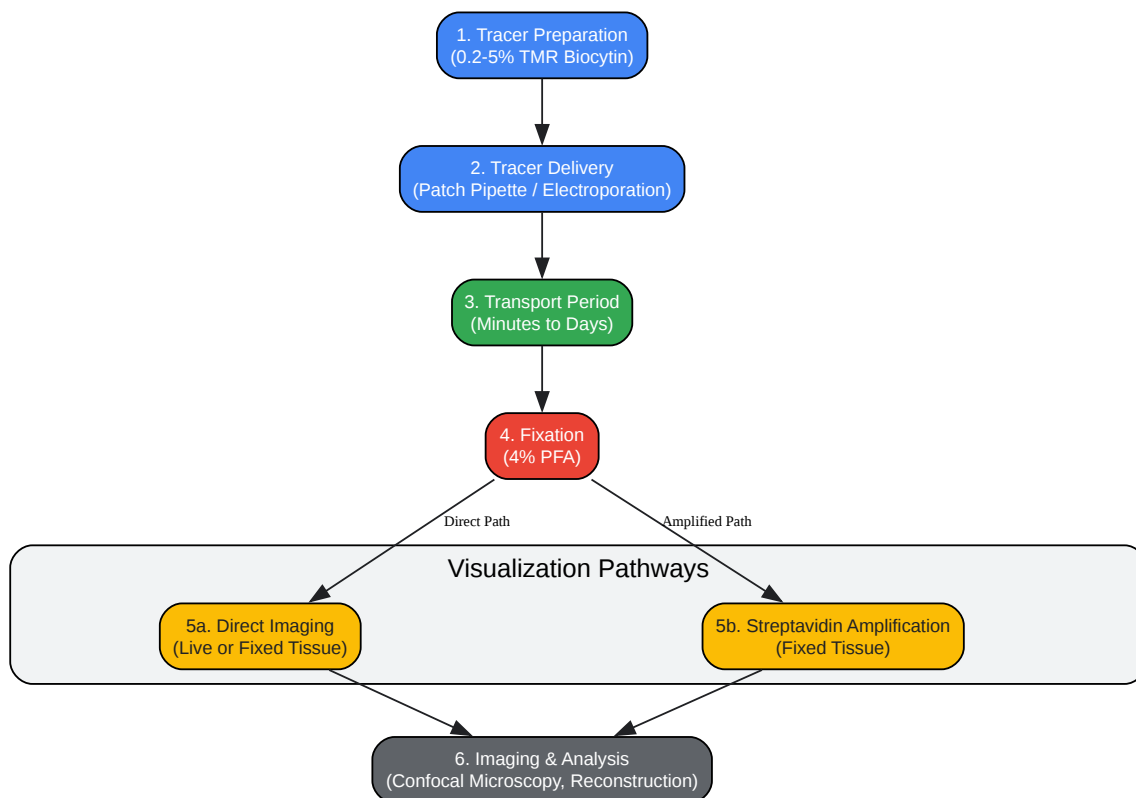 1. Tracer Preparation
(0.2-5% TMR Biocytin)
2. Tracer Delivery
(Patch Pipette / Electroporation)
3. Transport Period
(Minutes to Days)
4. Fixation
(4% PFA)
Direct Path
Amplified Path
Visualization Pathways
5a. Direct Imaging
(Live or Fixed Tissue)
5b. Streptavidin Amplification
(Fixed Tissue)
6. Imaging & Analysis
(Confocal Microscopy, Reconstruction)